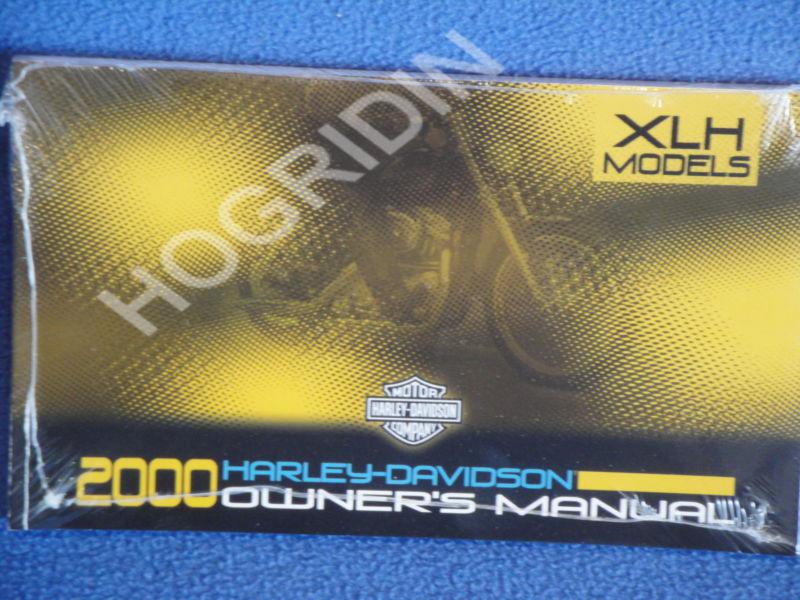 XLH
MODELS
HOGRIDIN
MOTOR
HARLEY-DAVIDSON
COMPANY
2000 HARLEY-DAVIDSON
OWNER'S MANUAL